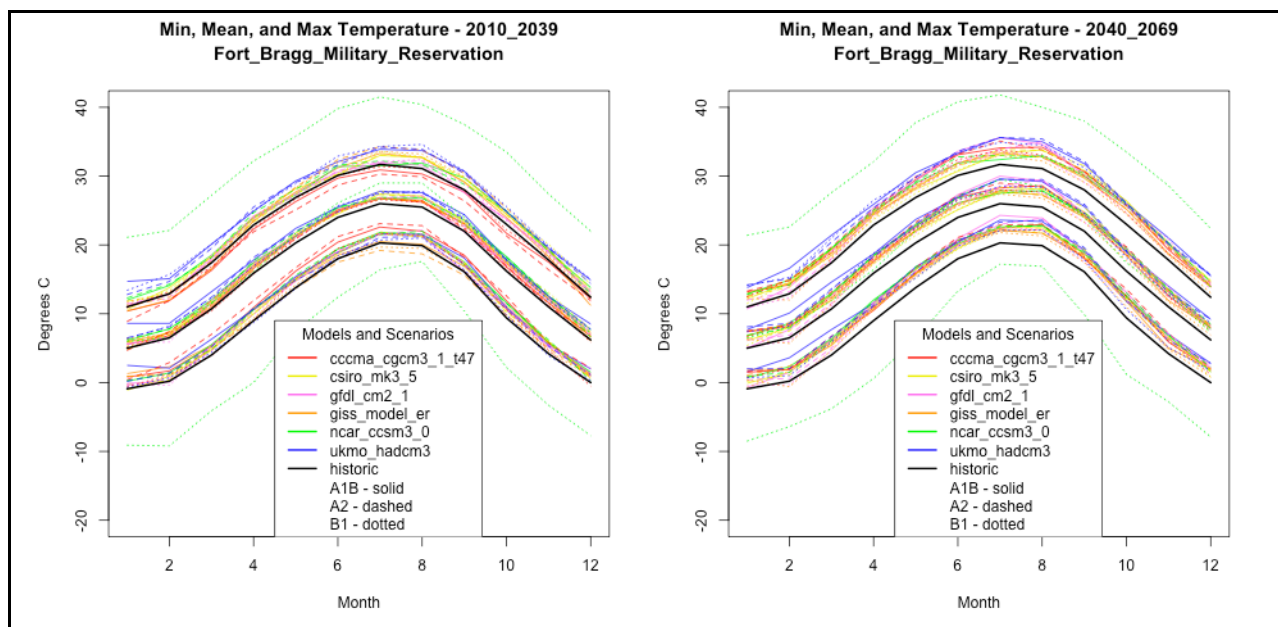 Min, Mean, and Max Temperature - 2010_2039
Fort_Bragg_Military_Reservation
Degrees C
40
30
20
10
0
-10
-20
Models and Scenarios
cccma_cgcm3_1_t47
csiro_mk3_5
gfdl_cm2_1
giss_model_er
ncar_ccsm3_0
ukmo_hadcm3
historic
A1B - solid
A2 - dashed
B1 - dotted
2 4 6 8 10 12
Month
Min, Mean, and Max Temperature - 2040_2069
Fort_Bragg_Military_Reservation
Degrees C
40
30
20
10
0
-10
-20
Models and Scenarios
cccma_cgcm3_1_t47
csiro_mk3_5
gfdl_cm2_1
giss_model_er
ncar_ccsm3_0
ukmo_hadcm3
historic
A1B - solid
A2 - dashed
B1 - dotted
2 4 6 8 10 12
Month